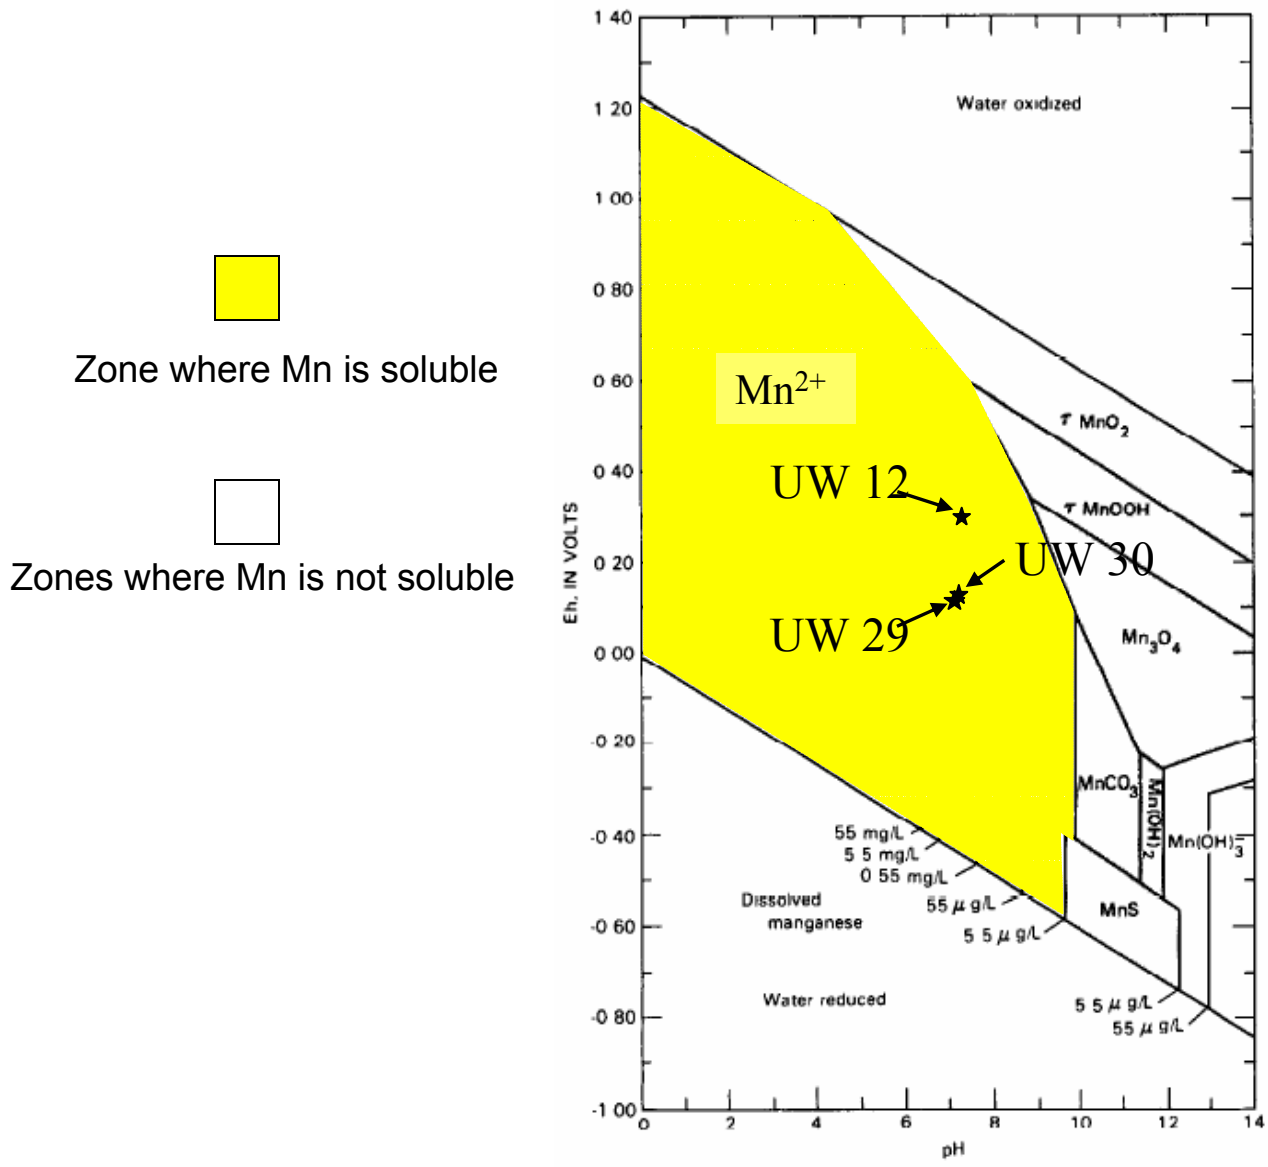 Zone where Mn is soluble
Zones where Mn is not soluble
Eh, IN VOLTS
1 40
1 20
1 00
0 80
0 60
0 40
0 20
0 00
-0 20
-0 40
-0 60
-0 80
-1 00
Water oxidized
Mn2+
τ MnO2
UW 12
τ MnOOH
UW 30
UW 29
Mn3O4
MnCO3
Mn(OH)2
Mn(OH)3-
55 mg/L
5 5 mg/L
0 55 mg/L
55 μ g/L
5 5 μ g/L
MnS
Dissolved
manganese
Water reduced
5 5 μ g/L
55 μ g/L
0 2 4 6 8 10 12 14
pH